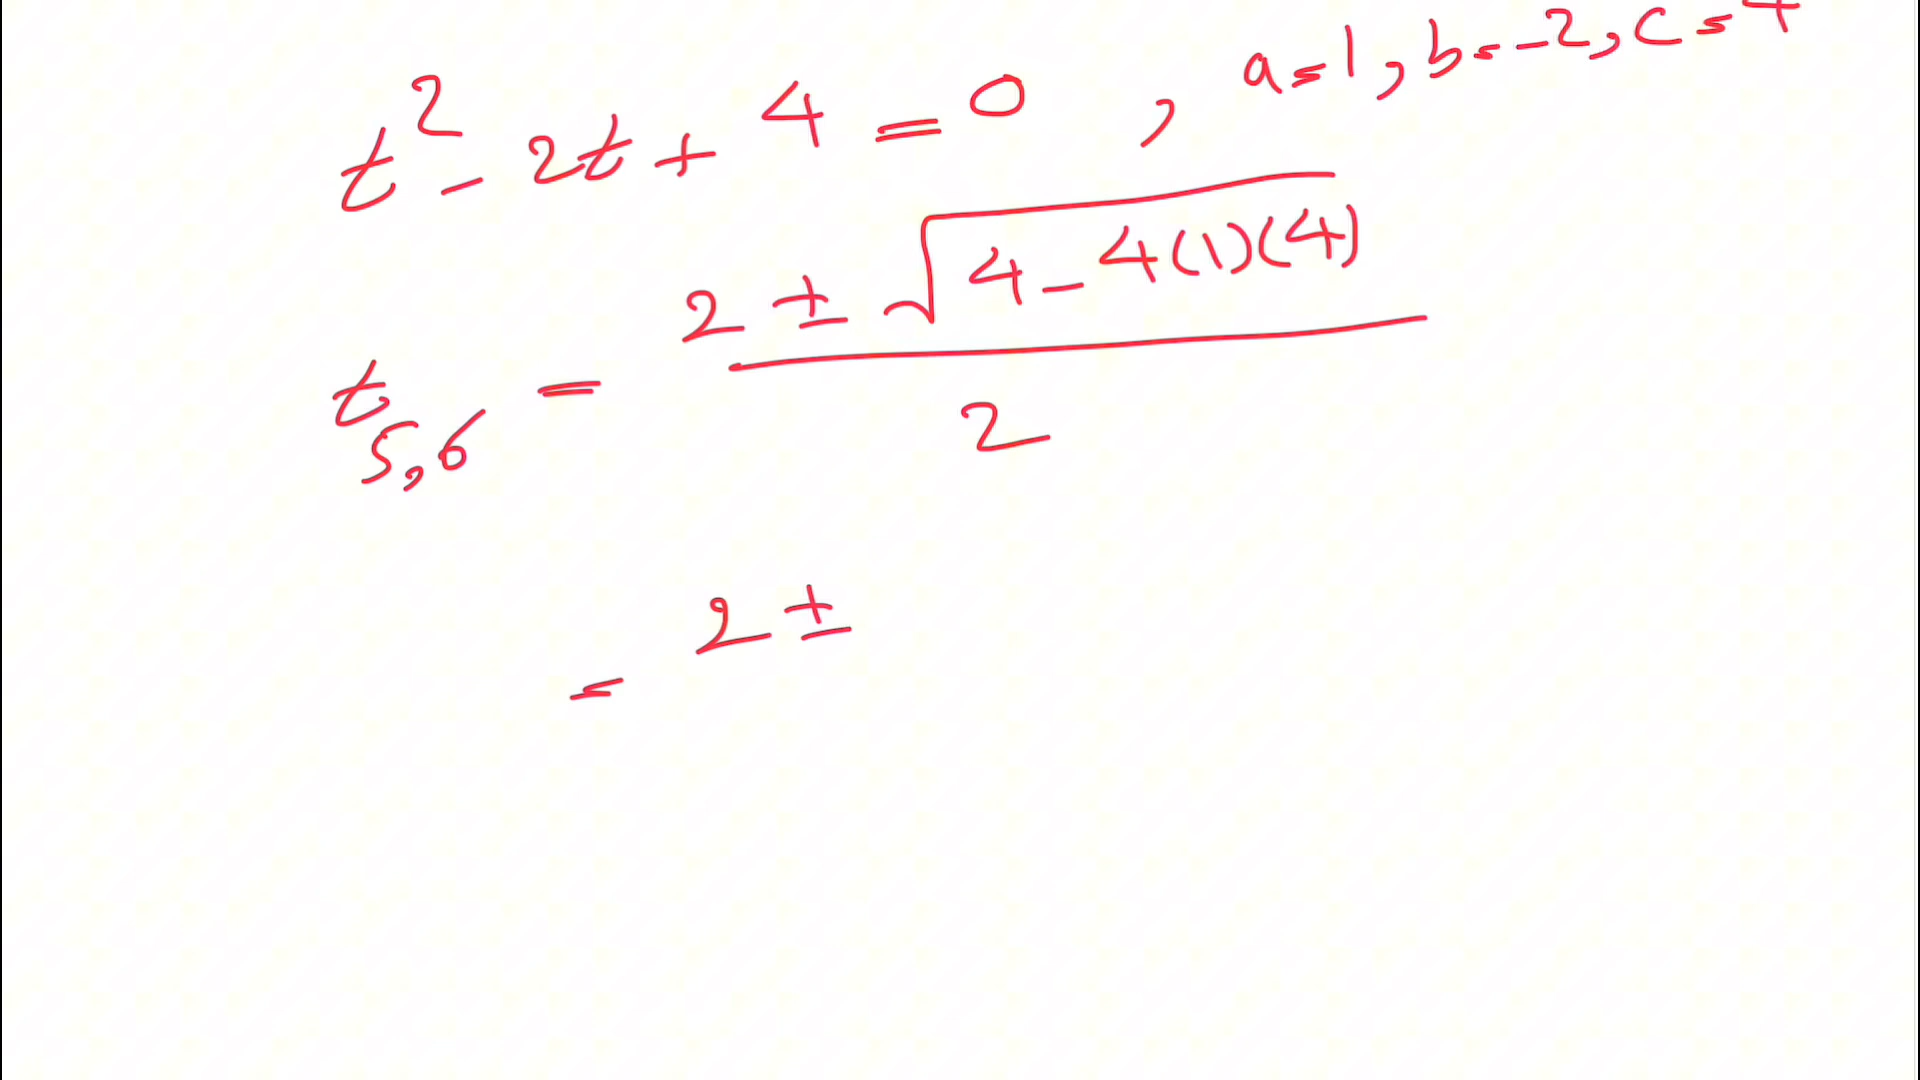 t² - 2t + 4 = 0 , a=1, b=-2, c=4
t₅,₆ = (2 ± √(4-4(1)(4))) / 2
= 2 ±